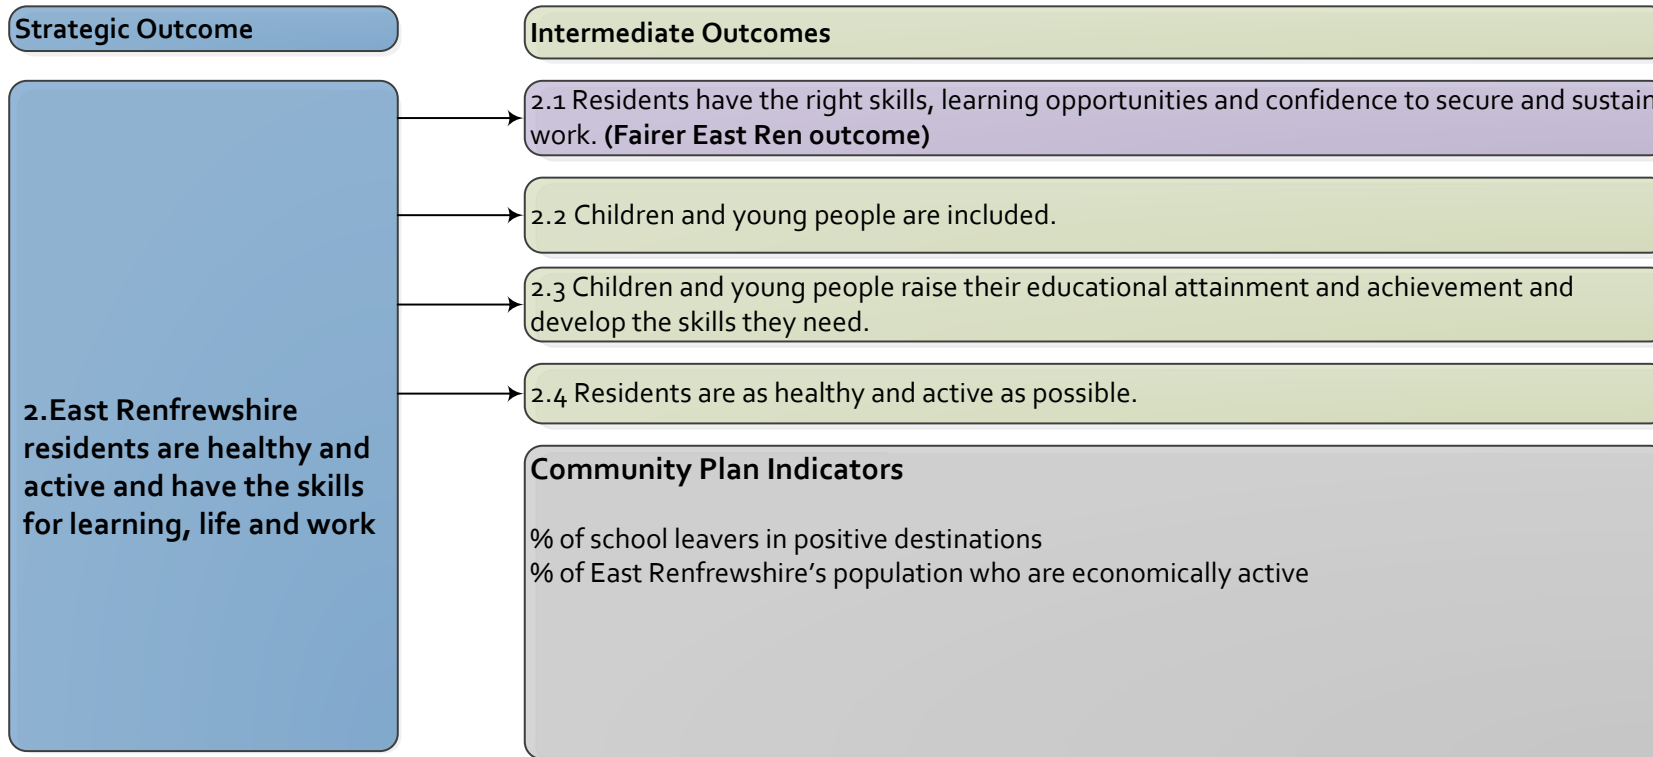 Strategic Outcome
Intermediate Outcomes
2.East Renfrewshire
residents are healthy and
active and have the skills
for learning, life and work
2.1 Residents have the right skills, learning opportunities and confidence to secure and sustain
work. (Fairer East Ren outcome)
2.2 Children and young people are included.
2.3 Children and young people raise their educational attainment and achievement and
develop the skills they need.
2.4 Residents are as healthy and active as possible.
Community Plan Indicators
% of school leavers in positive destinations
% of East Renfrewshire’s population who are economically active